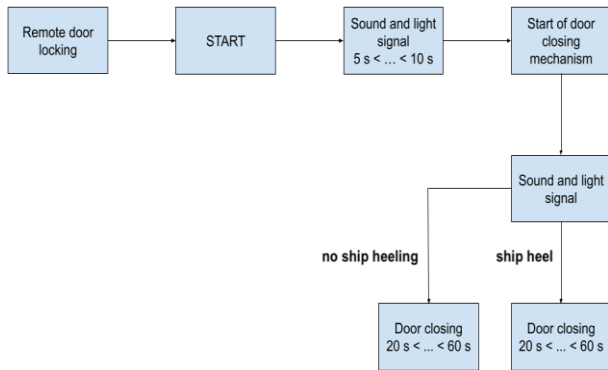 Remote door
locking
START
Sound and light
signal
5 s < ... < 10 s
Start of door
closing
mechanism
Sound and light
signal
no ship heeling
ship heel
Door closing
20 s < ... < 60 s
Door closing
20 s < ... < 60 s